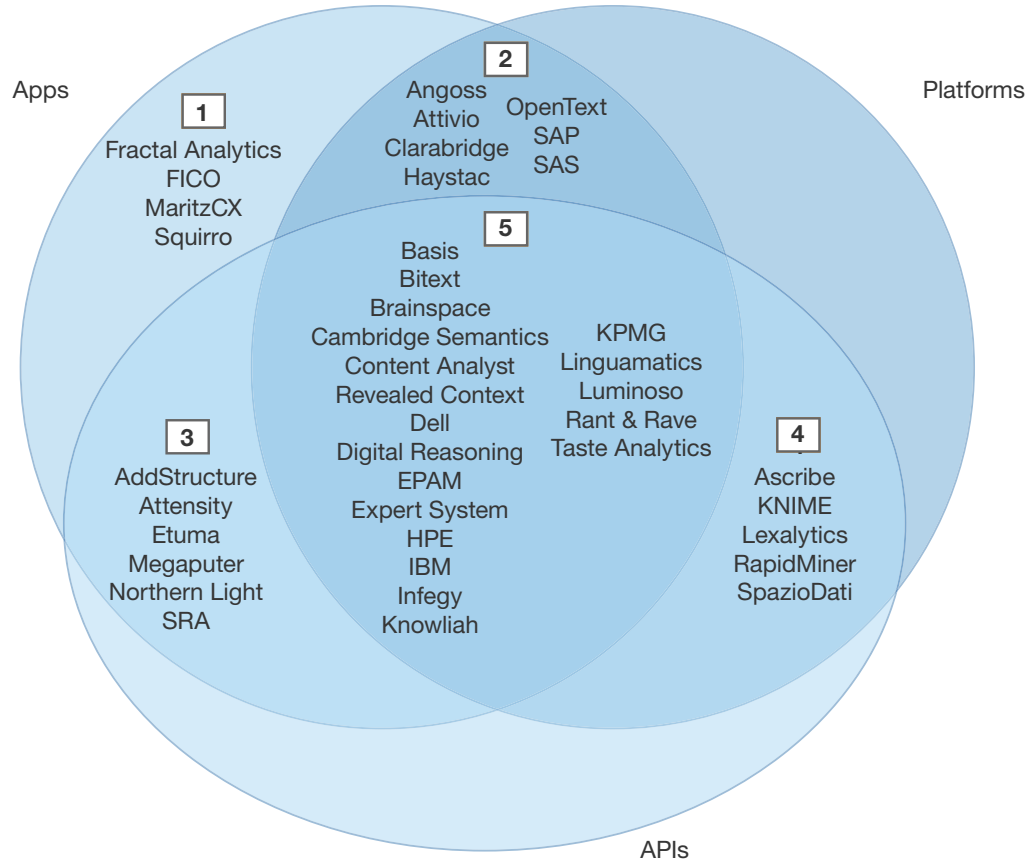 Apps
Platforms
1
Fractal Analytics
FICO
MaritzCX
Squirro
2
Angoss
Attivio
Clarabridge
Haystac
OpenText
SAP
SAS
3
AddStructure
Attensity
Etuma
Megaputer
Northern Light
SRA
5
Basis
Bitext
Brainspace
Cambridge Semantics
Content Analyst
Revealed Context
Dell
Digital Reasoning
EPAM
Expert System
HPE
IBM
Infegy
Knowliah
KPMG
Linguamatics
Luminoso
Rant & Rave
Taste Analytics
4
Ascribe
KNIME
Lexalytics
RapidMiner
SpazioDati
APIs